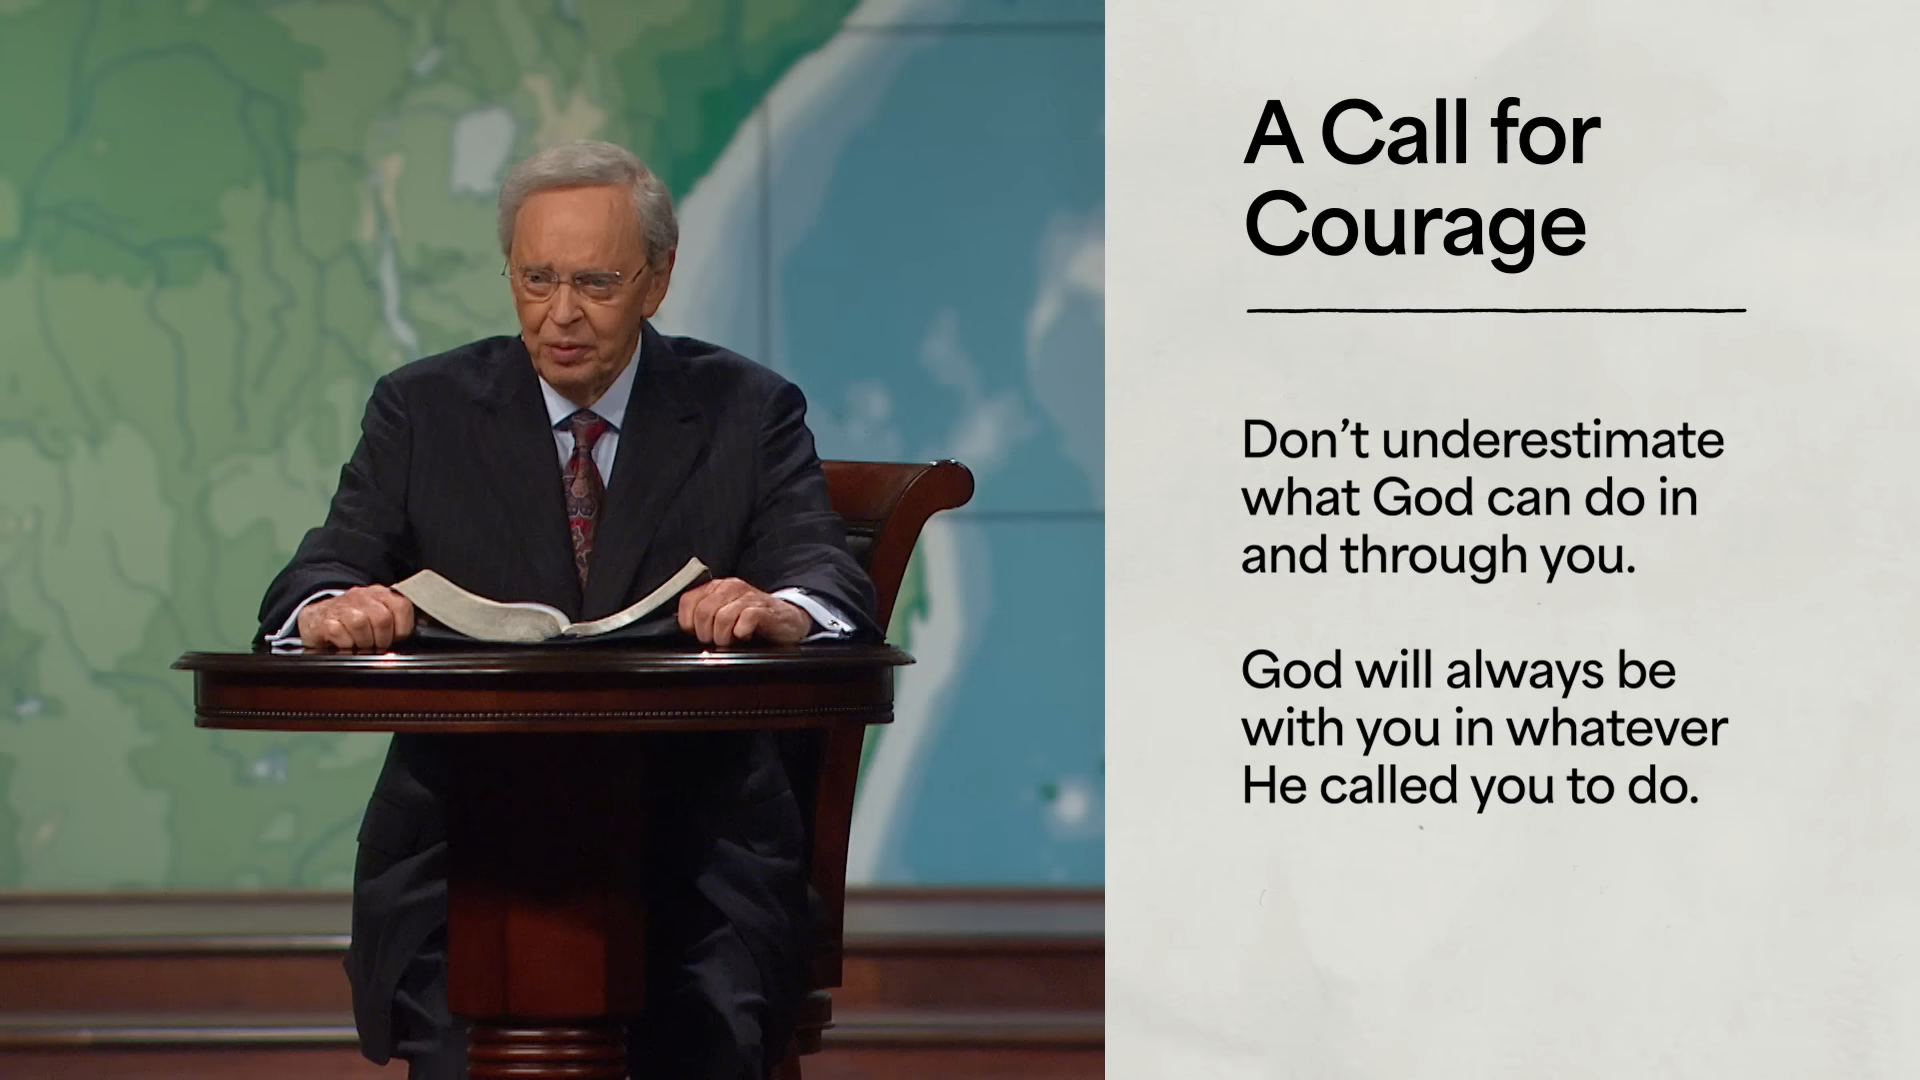 A Call for
Courage
Don’t underestimate
what God can do in
and through you.
God will always be
with you in whatever
He called you to do.